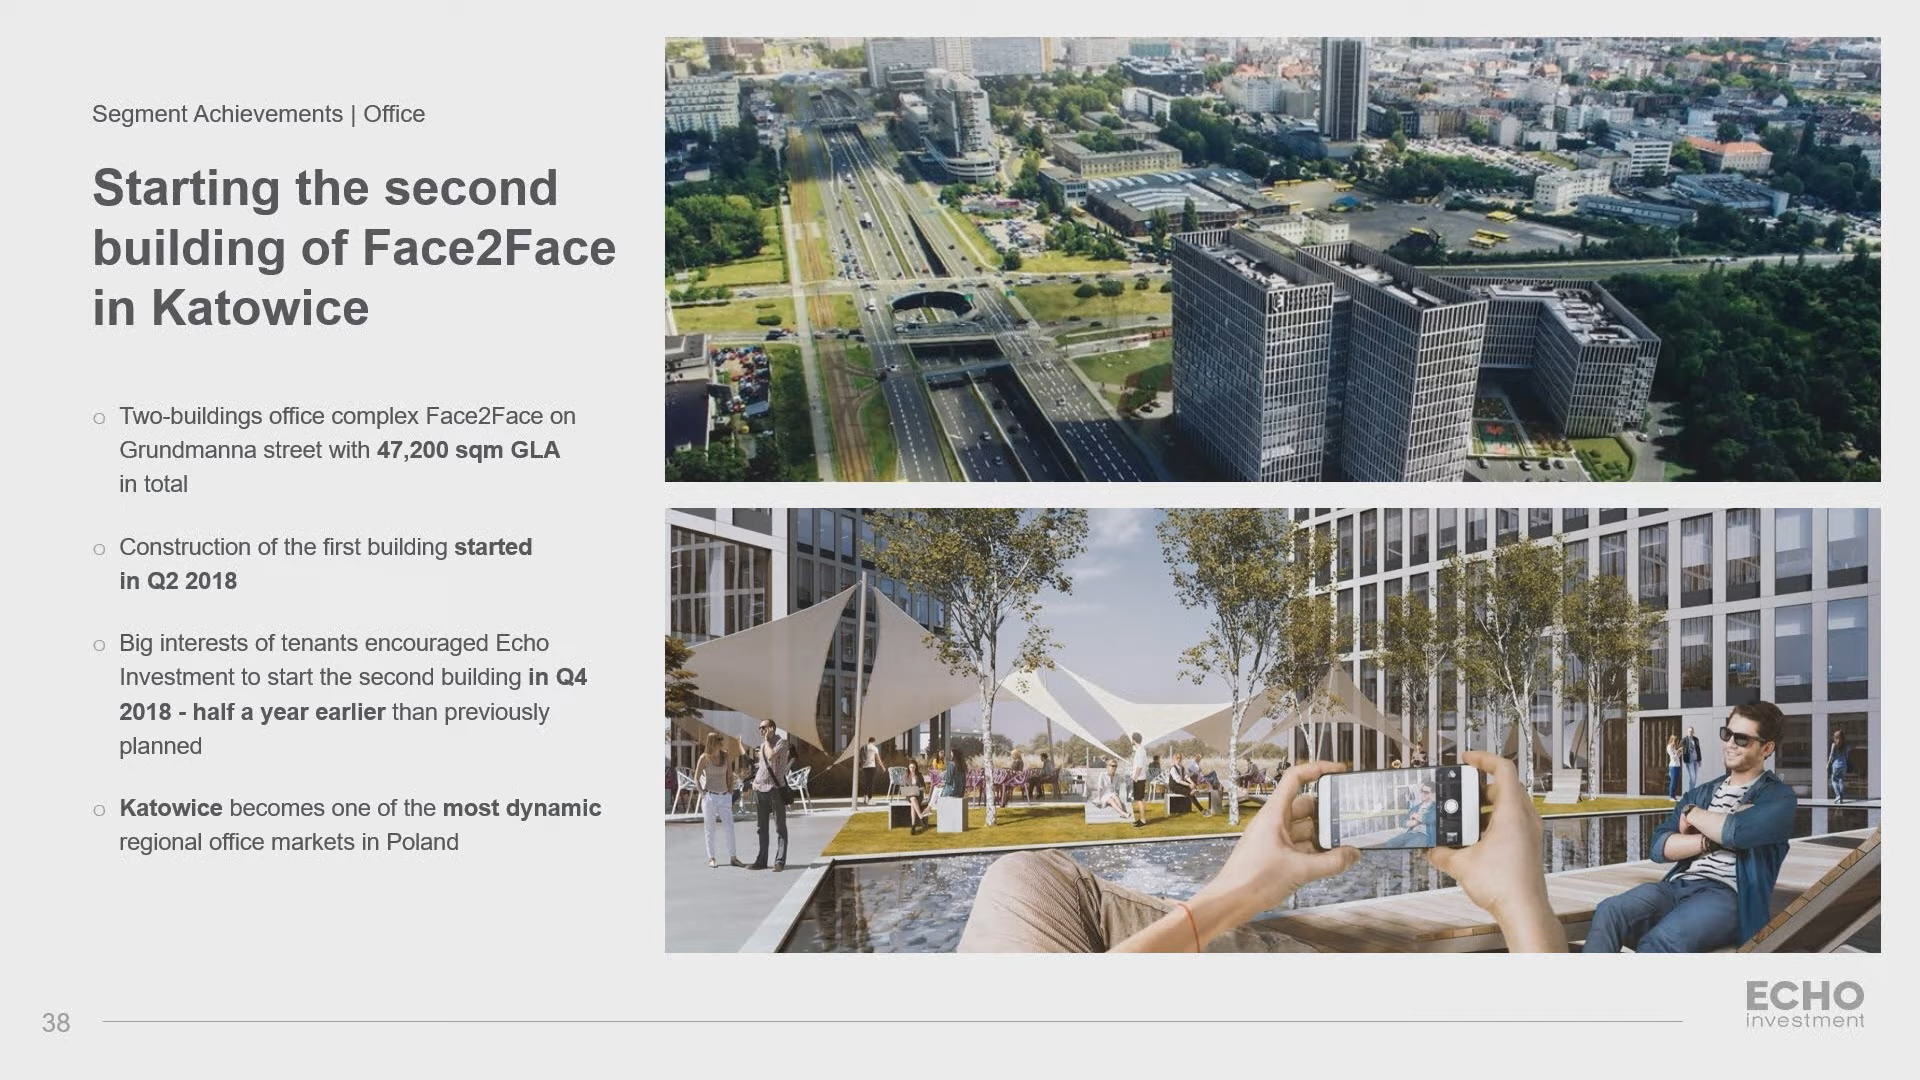 Segment Achievements | Office
Starting the second
building of Face2Face
in Katowice
○ Two-buildings office complex Face2Face on
Grundmanna street with 47,200 sqm GLA
in total
○ Construction of the first building started
in Q2 2018
○ Big interests of tenants encouraged Echo
Investment to start the second building in Q4
2018 - half a year earlier than previously
planned
○ Katowice becomes one of the most dynamic
regional office markets in Poland
38
ECHO
investment